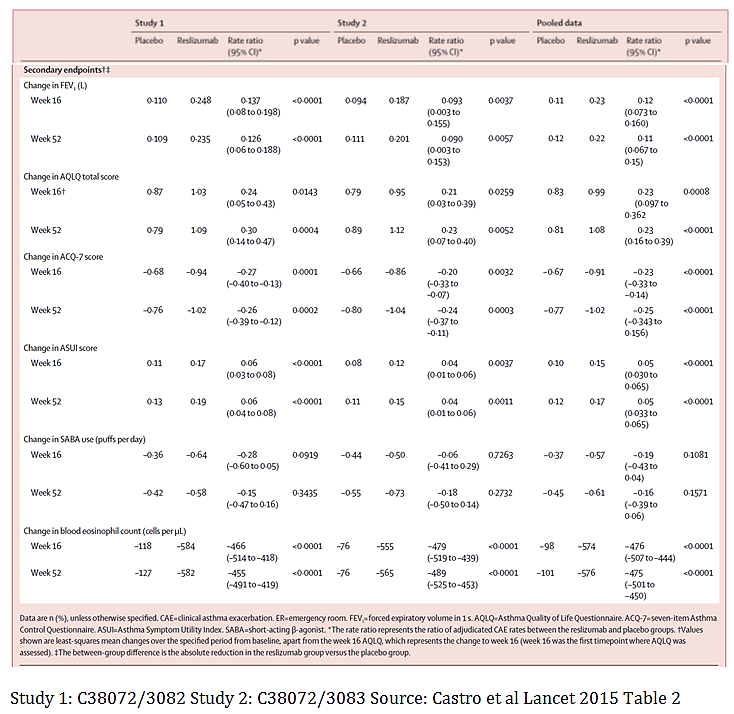 Study 1 Study 2 Pooled data
Placebo Reslizumab Rate ratio (95% CI)* p value Placebo Reslizumab Rate ratio (95% CI)* p value Placebo Reslizumab Rate ratio (95% CI)* p value
Secondary endpoints†‡
Change in FEV₁ (L)
Week 16 0·110 0·248 0·137 <0·0001 0·094 0·187 0·093 0·0037 0·11 0·23 0·12 <0·0001
(0·08 to 0·198) (0·003 to 0·155) (0·073 to 0·160)
Week 52 0·109 0·235 0·126 <0·0001 0·111 0·201 0·090 0·0057 0·12 0·22 0·11 <0·0001
(0·06 to 0·188) (0·003 to 0·153) (0·067 to 0·15)
Change in AQLQ total score
Week 16† 0·87 1·03 0·24 0·0143 0·79 0·95 0·21 0·0259 0·83 0·99 0·23 0·0008
(0·05 to 0·43) (0·03 to 0·39) (0·097 to 0·362
Week 52 0·79 1·09 0·30 0·0004 0·89 1·12 0·23 0·0052 0·81 1·08 0·23 <0·0001
(0·14 to 0·47) (0·07 to 0·40) (0·16 to 0·39)
Change in ACQ-7 score
Week 16 −0·68 −0·94 −0·27 0·0001 −0·66 −0·86 −0·20 0·0032 −0·67 −0·91 −0·23 <0·0001
(−0·40 to −0·13) (−0·33 to −0·07) (−0·33 to −0·14)
Week 52 −0·76 −1·02 −0·26 0·0002 −0·80 −1·04 −0·24 0·0003 −0·77 −1·02 −0·25 <0·0001
(−0·39 to −0·12) (−0·37 to −0·11) (−0·343 to 0·156)
Change in ASUI score
Week 16 0·11 0·17 0·06 <0·0001 0·08 0·12 0·04 0·0037 0·10 0·15 0·05 <0·0001
(0·03 to 0·08) (0·01 to 0·06) (0·030 to 0·065)
Week 52 0·13 0·19 0·06 <0·0001 0·11 0·15 0·04 0·0011 0·12 0·17 0·05 <0·0001
(0·04 to 0·08) (0·01 to 0·06) (0·033 to 0·065)
Change in SABA use (puffs per day)
Week 16 −0·36 −0·64 −0·28 0·0919 −0·44 −0·50 −0·06 0·7263 −0·37 −0·57 −0·19 0·1081
(−0·60 to 0·05) (−0·41 to 0·29) (−0·43 to 0·04)
Week 52 −0·42 −0·58 −0·15 0·3435 −0·55 −0·73 −0·18 0·2732 −0·45 −0·61 −0·16 0·1571
(−0·47 to 0·16) (−0·50 to 0·14) (−0·39 to 0·06)
Change in blood eosinophil count (cells per μL)
Week 16 −118 −584 −466 <0·0001 −76 −555 −479 <0·0001 −98 −574 −476 <0·0001
(−514 to −418) (−519 to −439) (−507 to −444)
Week 52 −127 −582 −455 <0·0001 −76 −565 −489 <0·0001 −101 −576 −475 <0·0001
(−491 to −419) (−525 to −453) (−501 to −450)
Data are n (%), unless otherwise specified. CAE=clinical asthma exacerbation. ER=emergency room. FEV₁=forced expiratory volume in 1 s. AQLQ=Asthma Quality of Life Questionnaire. ACQ-7=seven-item Asthma
Control Questionnaire. ASUI=Asthma Symptom Utility Index. SABA=short-acting β-agonist. *The rate ratio represents the ratio of adjudicated CAE rates between the reslizumab and placebo groups. †Values
shown are least-squares mean changes over the specified period from baseline, apart from the week 16 AQLQ, which represents the change to week 16 (week 16 was the first timepoint where AQLQ was
assessed). ‡The between-group difference is the absolute reduction in the reslizumab group versus the placebo group.
Study 1: C38072/3082 Study 2: C38072/3083 Source: Castro et al Lancet 2015 Table 2